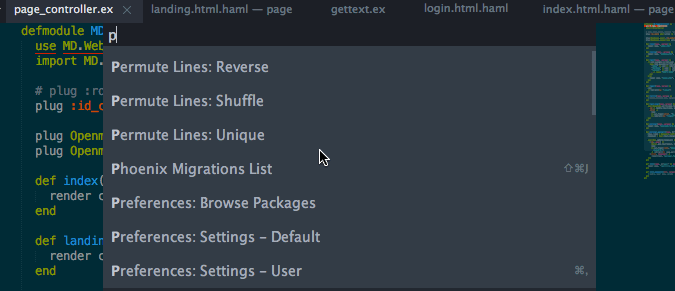 page_controller.ex × landing.html.haml — page gettext.ex login.html.haml index.html.haml — page
defmodule MD
p
use MD.Web
import MD.
Permute Lines: Reverse
# plug :ro
Permute Lines: Shuffle
plug :id_
plug Openm
Permute Lines: Unique
plug Openm
Phoenix Migrations List ⇧⌘J
def index(
render c
Preferences: Browse Packages
end
def landin
Preferences: Settings – Default
render c
end
Preferences: Settings – User ⌘,